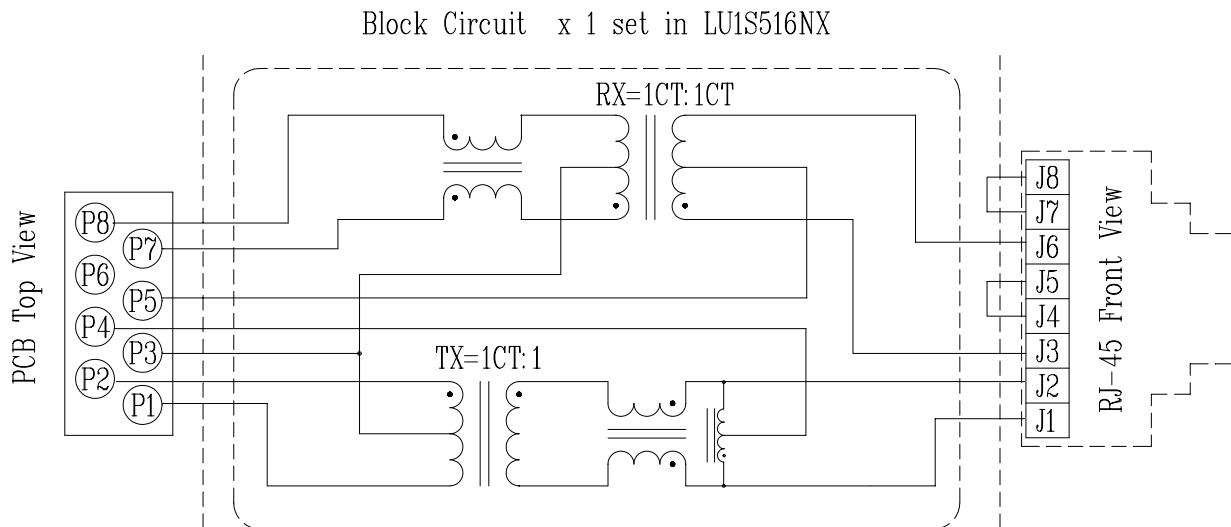 Block Circuit x 1 set in LU1S516NX
RX=1CT:1CT
TX=1CT:1
PCB Top View
P8
P7
P6
P5
P4
P3
P2
P1
J8
J7
J6
J5
J4
J3
J2
J1
RJ-45 Front View